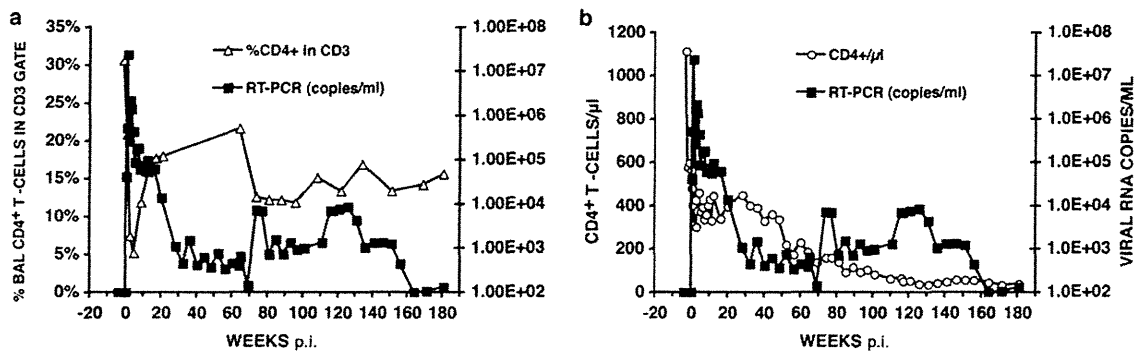 a
35%
30%
25%
20%
15%
10%
5%
0%
% BAL CD4+ T -CELLS IN CD3 GATE
%CD4+ in CD3
RT-PCR (copies/ml)
1.00E+08
1.00E+07
1.00E+06
1.00E+05
1.00E+04
1.00E+03
1.00E+02
-20 0 20 40 60 80 100 120 140 160 180
WEEKS p.i.
b
1200
1000
800
600
400
200
0
CD4+ T -CELLS/µl
CD4+/µl
RT-PCR (copies/ml)
1.0E+08
1.0E+07
1.0E+06
1.0E+05
1.0E+04
1.0E+03
1.0E+02
VIRAL RNA COPIES/ML
-20 0 20 40 60 80 100 120 140 160 180
WEEKS p.i.